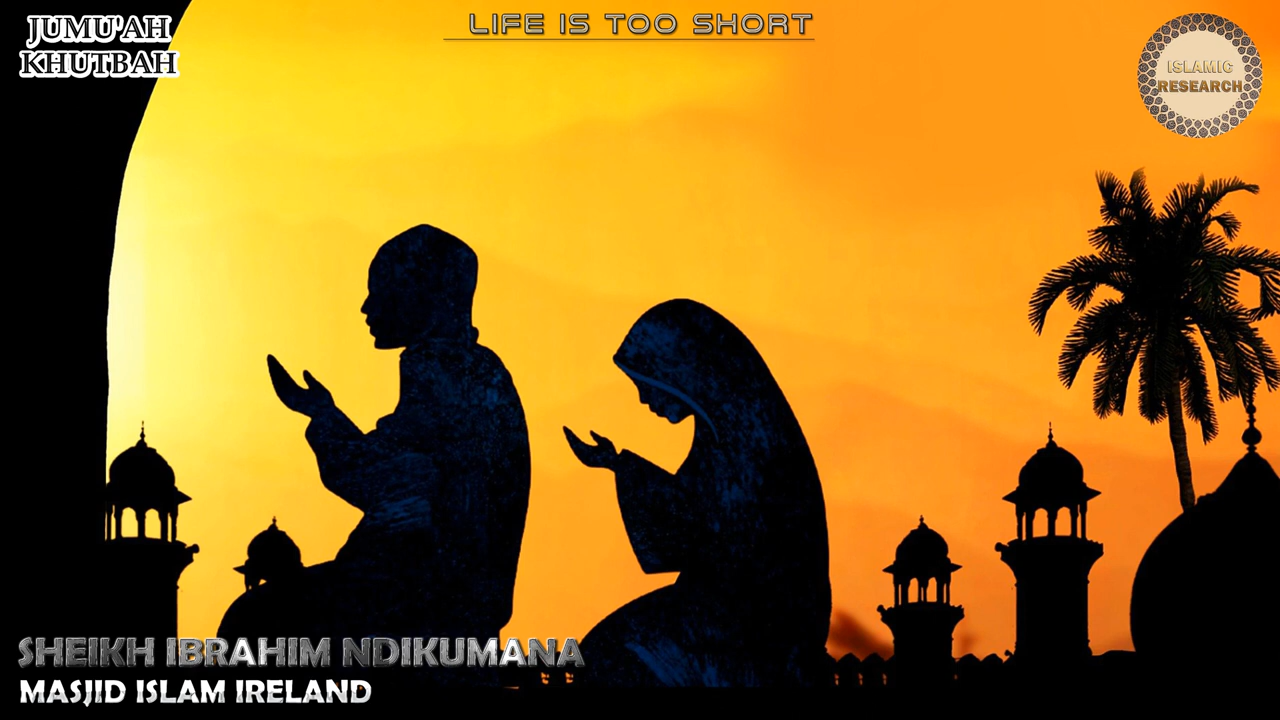 JUMU'AH
KHUTBAH
LIFE IS TOO SHORT
ISLAMIC
RESEARCH
SHEIKH IBRAHIM NDIKUMANA
MASJID ISLAM IRELAND